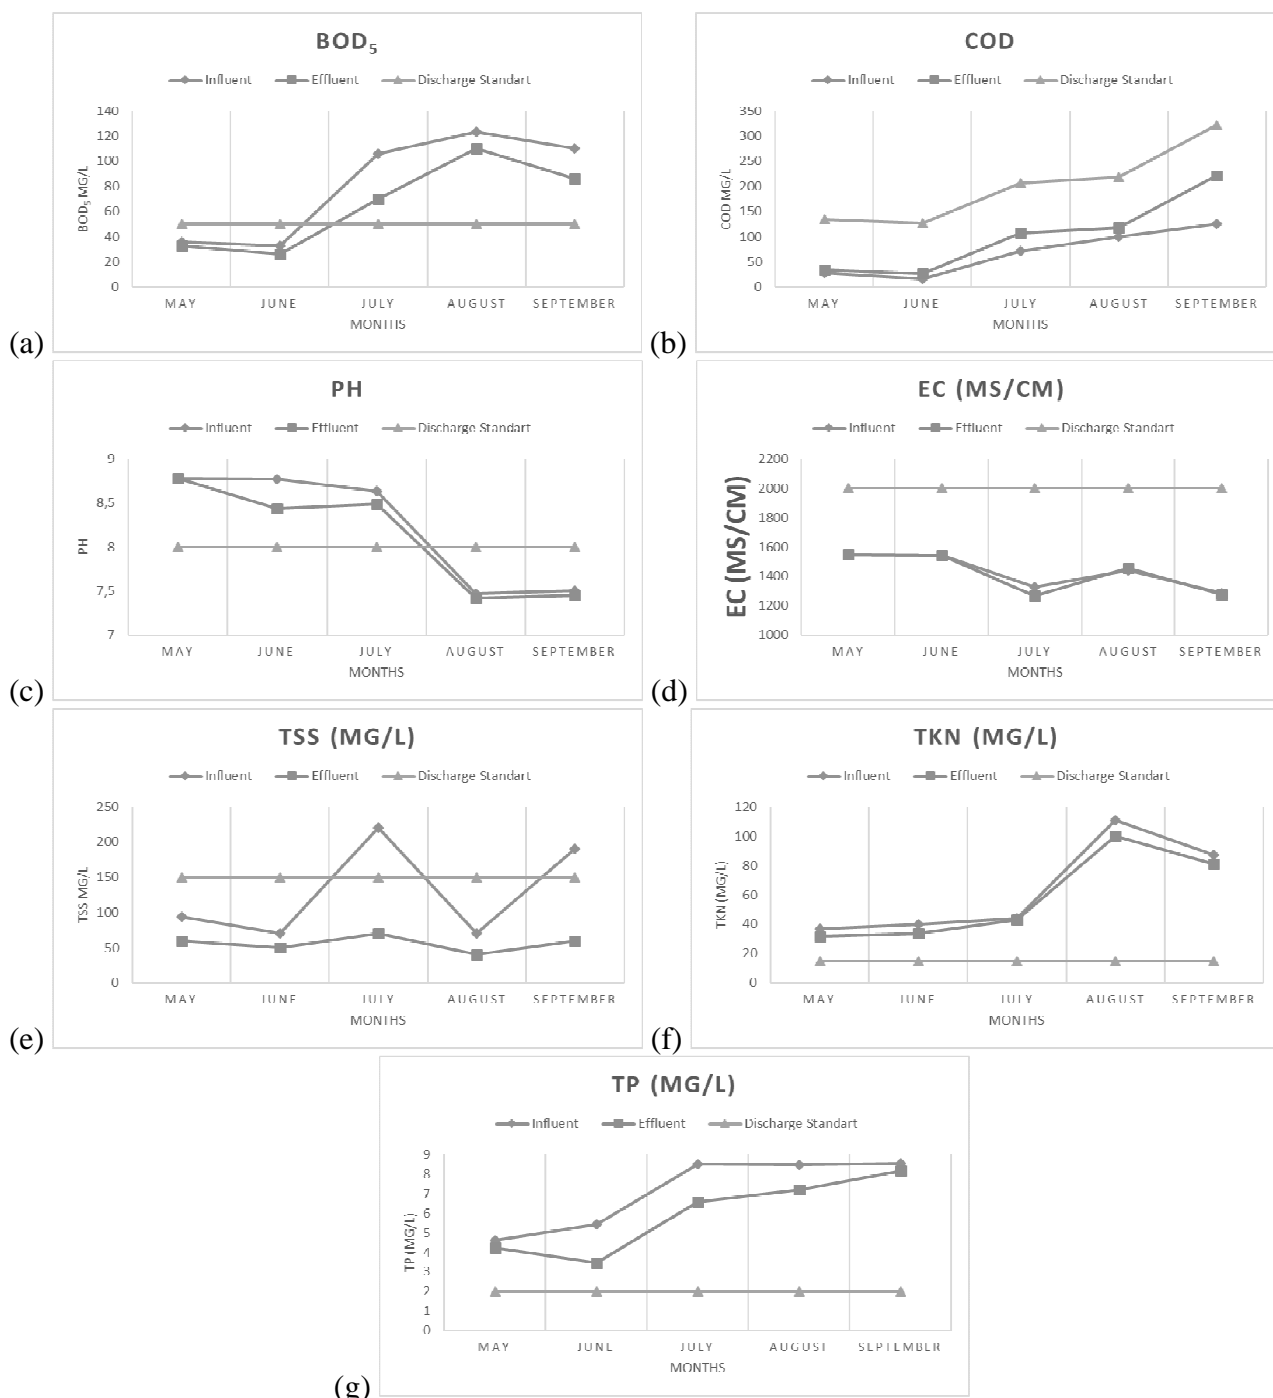 BOD₅
Influent Effluent Discharge Standart
140
120
100
80
60
40
20
0
BOD₅ MG/L
MAY JUNE JULY AUGUST SEPTEMBER
MONTHS
(a)
COD
Influent Effluent Discharge Standart
350
300
250
200
150
100
50
0
COD MG/L
MAY JUNE JULY AUGUST SEPTEMBER
MONTHS
(b)
PH
Influent Effluent Discharge Standart
9
8,5
8
7,5
7
PH
MAY JUNE JULY AUGUST SEPTEMBER
MONTHS
(c)
EC (MS/CM)
Influent Effluent Discharge Standart
2200
2000
1800
1600
1400
1200
1000
EC (MS/CM)
MAY JUNE JULY AUGUST SEPTEMBER
MONTHS
(d)
TSS (MG/L)
Influent Effluent Discharge Standart
250
200
150
100
50
0
TSS MG/L
MAY JUNE JULY AUGUST SEPTEMBER
MONTHS
(e)
TKN (MG/L)
Influent Effluent Discharge Standart
120
100
80
60
40
20
0
TKN (MG/L)
MAY JUNE JULY AUGUST SEPTEMBER
MONTHS
(f)
TP (MG/L)
Influent Effluent Discharge Standart
9
8
7
6
5
4
3
2
1
0
TP (MG/L)
MAY JUNE JULY AUGUST SEPTEMBER
MONTHS
(g)